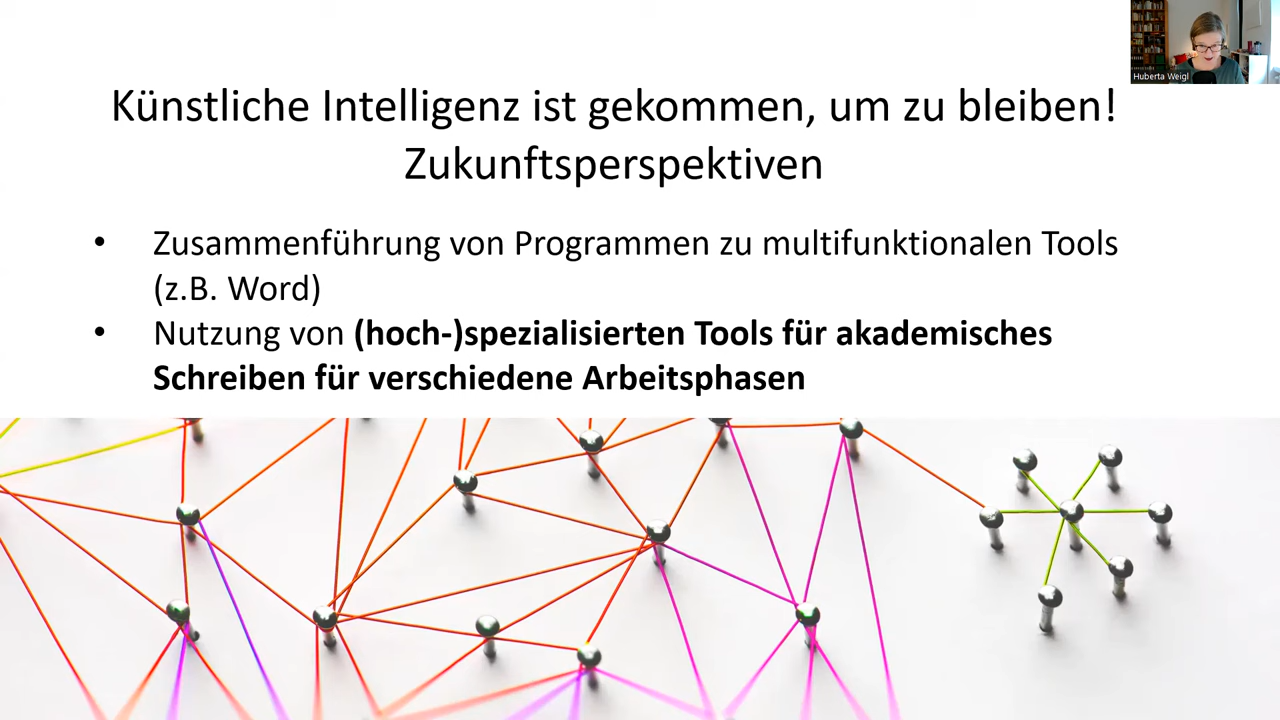 Huberta Weigl
Künstliche Intelligenz ist gekommen, um zu bleiben!
Zukunftsperspektiven
• Zusammenführung von Programmen zu multifunktionalen Tools
(z.B. Word)
• Nutzung von (hoch-)spezialisierten Tools für akademisches
Schreiben für verschiedene Arbeitsphasen